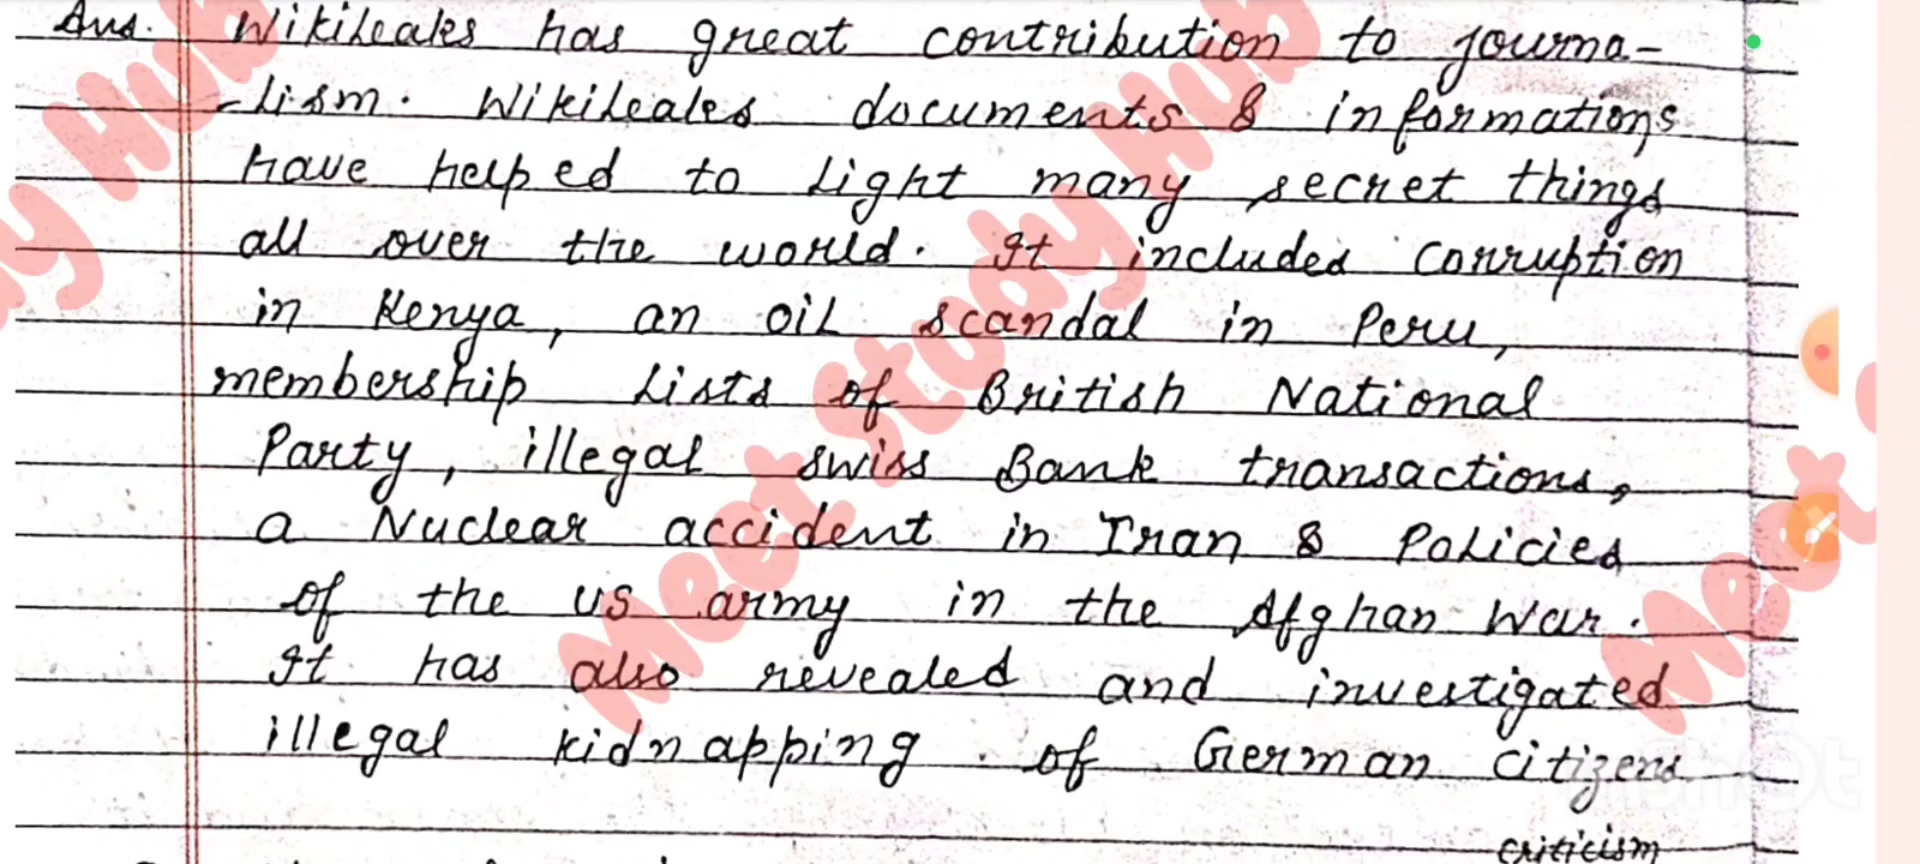 Ans. Wikileaks has great contribution to journa-
-lism. Wikileaks documents & informations
have helped to light many secret things
all over the world. It included corruption
in Kenya, an oil scandal in Peru,
membership lists of British National
Party, illegal swiss Bank transactions,
a Nuclear accident in Iran & Policies
of the US army in the Afghan War.
It has also revealed and investigated
illegal kidnapping of German citizens
criticism
Meet Study Hub